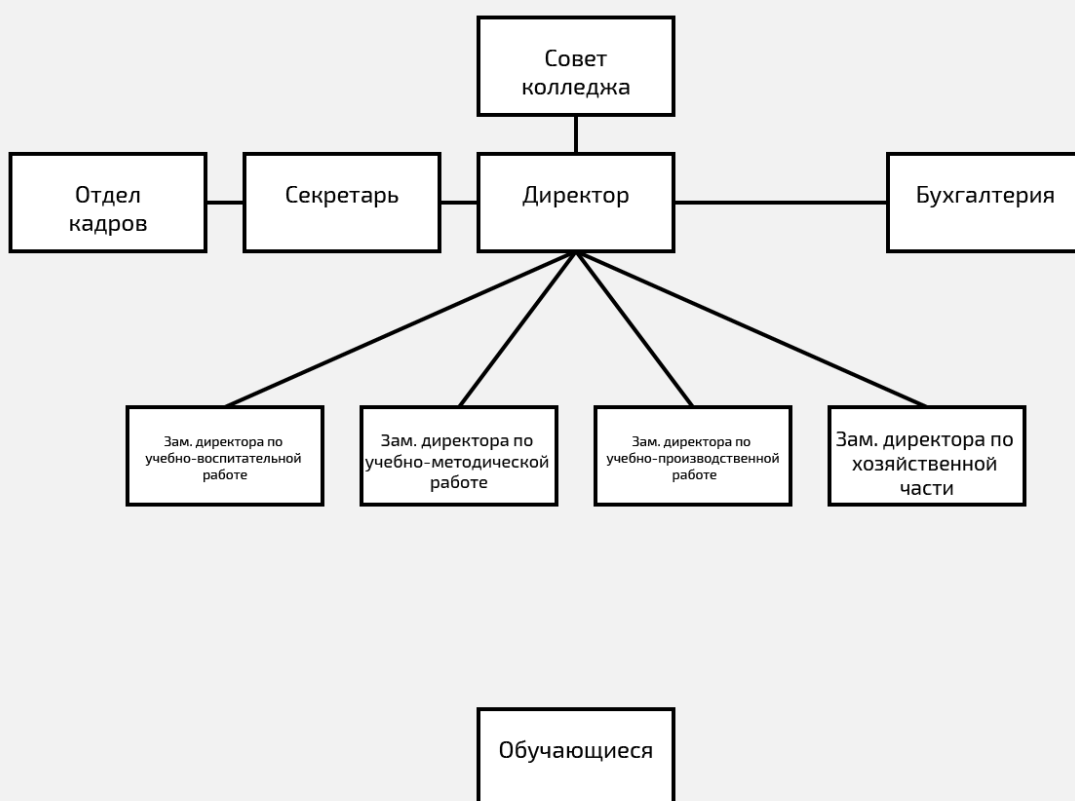 Совет
колледжа
Отдел
кадров
Секретарь
Директор
Бухгалтерия
Зам. директора по
учебно-воспитательной
работе
Зам. директора по
учебно-методической
работе
Зам. директора по
учебно-производственной
работе
Зам. директора по
хозяйственной
части
Обучающиеся